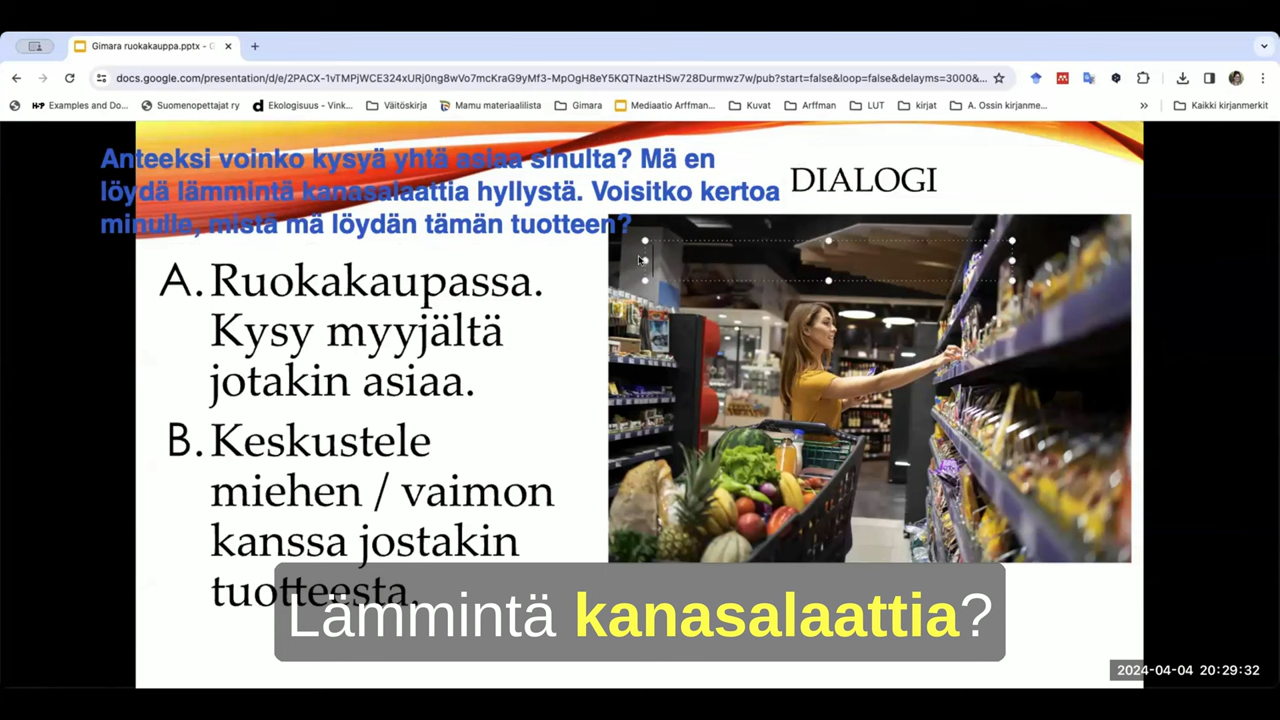 Gimara ruokakauppa.pptx - G
docs.google.com/presentation/d/e/2PACX-1vTMPjWCE324xURj0ng8wVo7mcKraG9yMf3-MpOgH8eY5KQTNaztHSw728Durmwz7w/pub?start=false&loop=false&delayms=3000&...
Examples and Do... Suomenopettajat ry Ekologisuus - Vink... Väitöskirja Mamu materiaalilista Gimara Mediaatio Arffman... Kuvat Arffman LUT kirjat A. Ossin kirjanme... » Kaikki kirjanmerkit
Anteeksi voinko kysyä yhtä asiaa sinulta? Mä en
löydä lämmintä kanasalaattia hyllystä. Voisitko kertoa
minulle, mistä mä löydän tämän tuotteen?
DIALOGI
A. Ruokakaupassa.
Kysy myyjältä
jotakin asiaa.
B. Keskustele
miehen / vaimon
kanssa jostakin
tuotteesta.
Lämmintä kanasalaattia?
2024-04-04 20:29:32